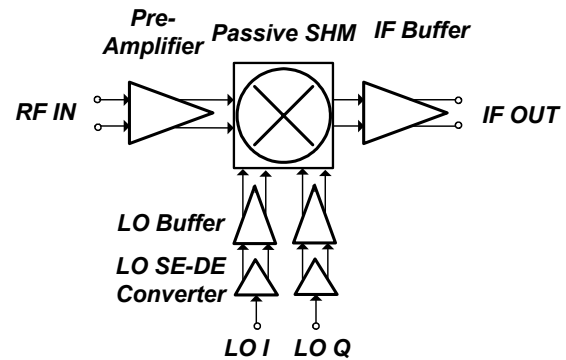 Pre-
Amplifier
Passive SHM
IF Buffer
RF IN
IF OUT
LO Buffer
LO SE-DE
Converter
LO I
LO Q